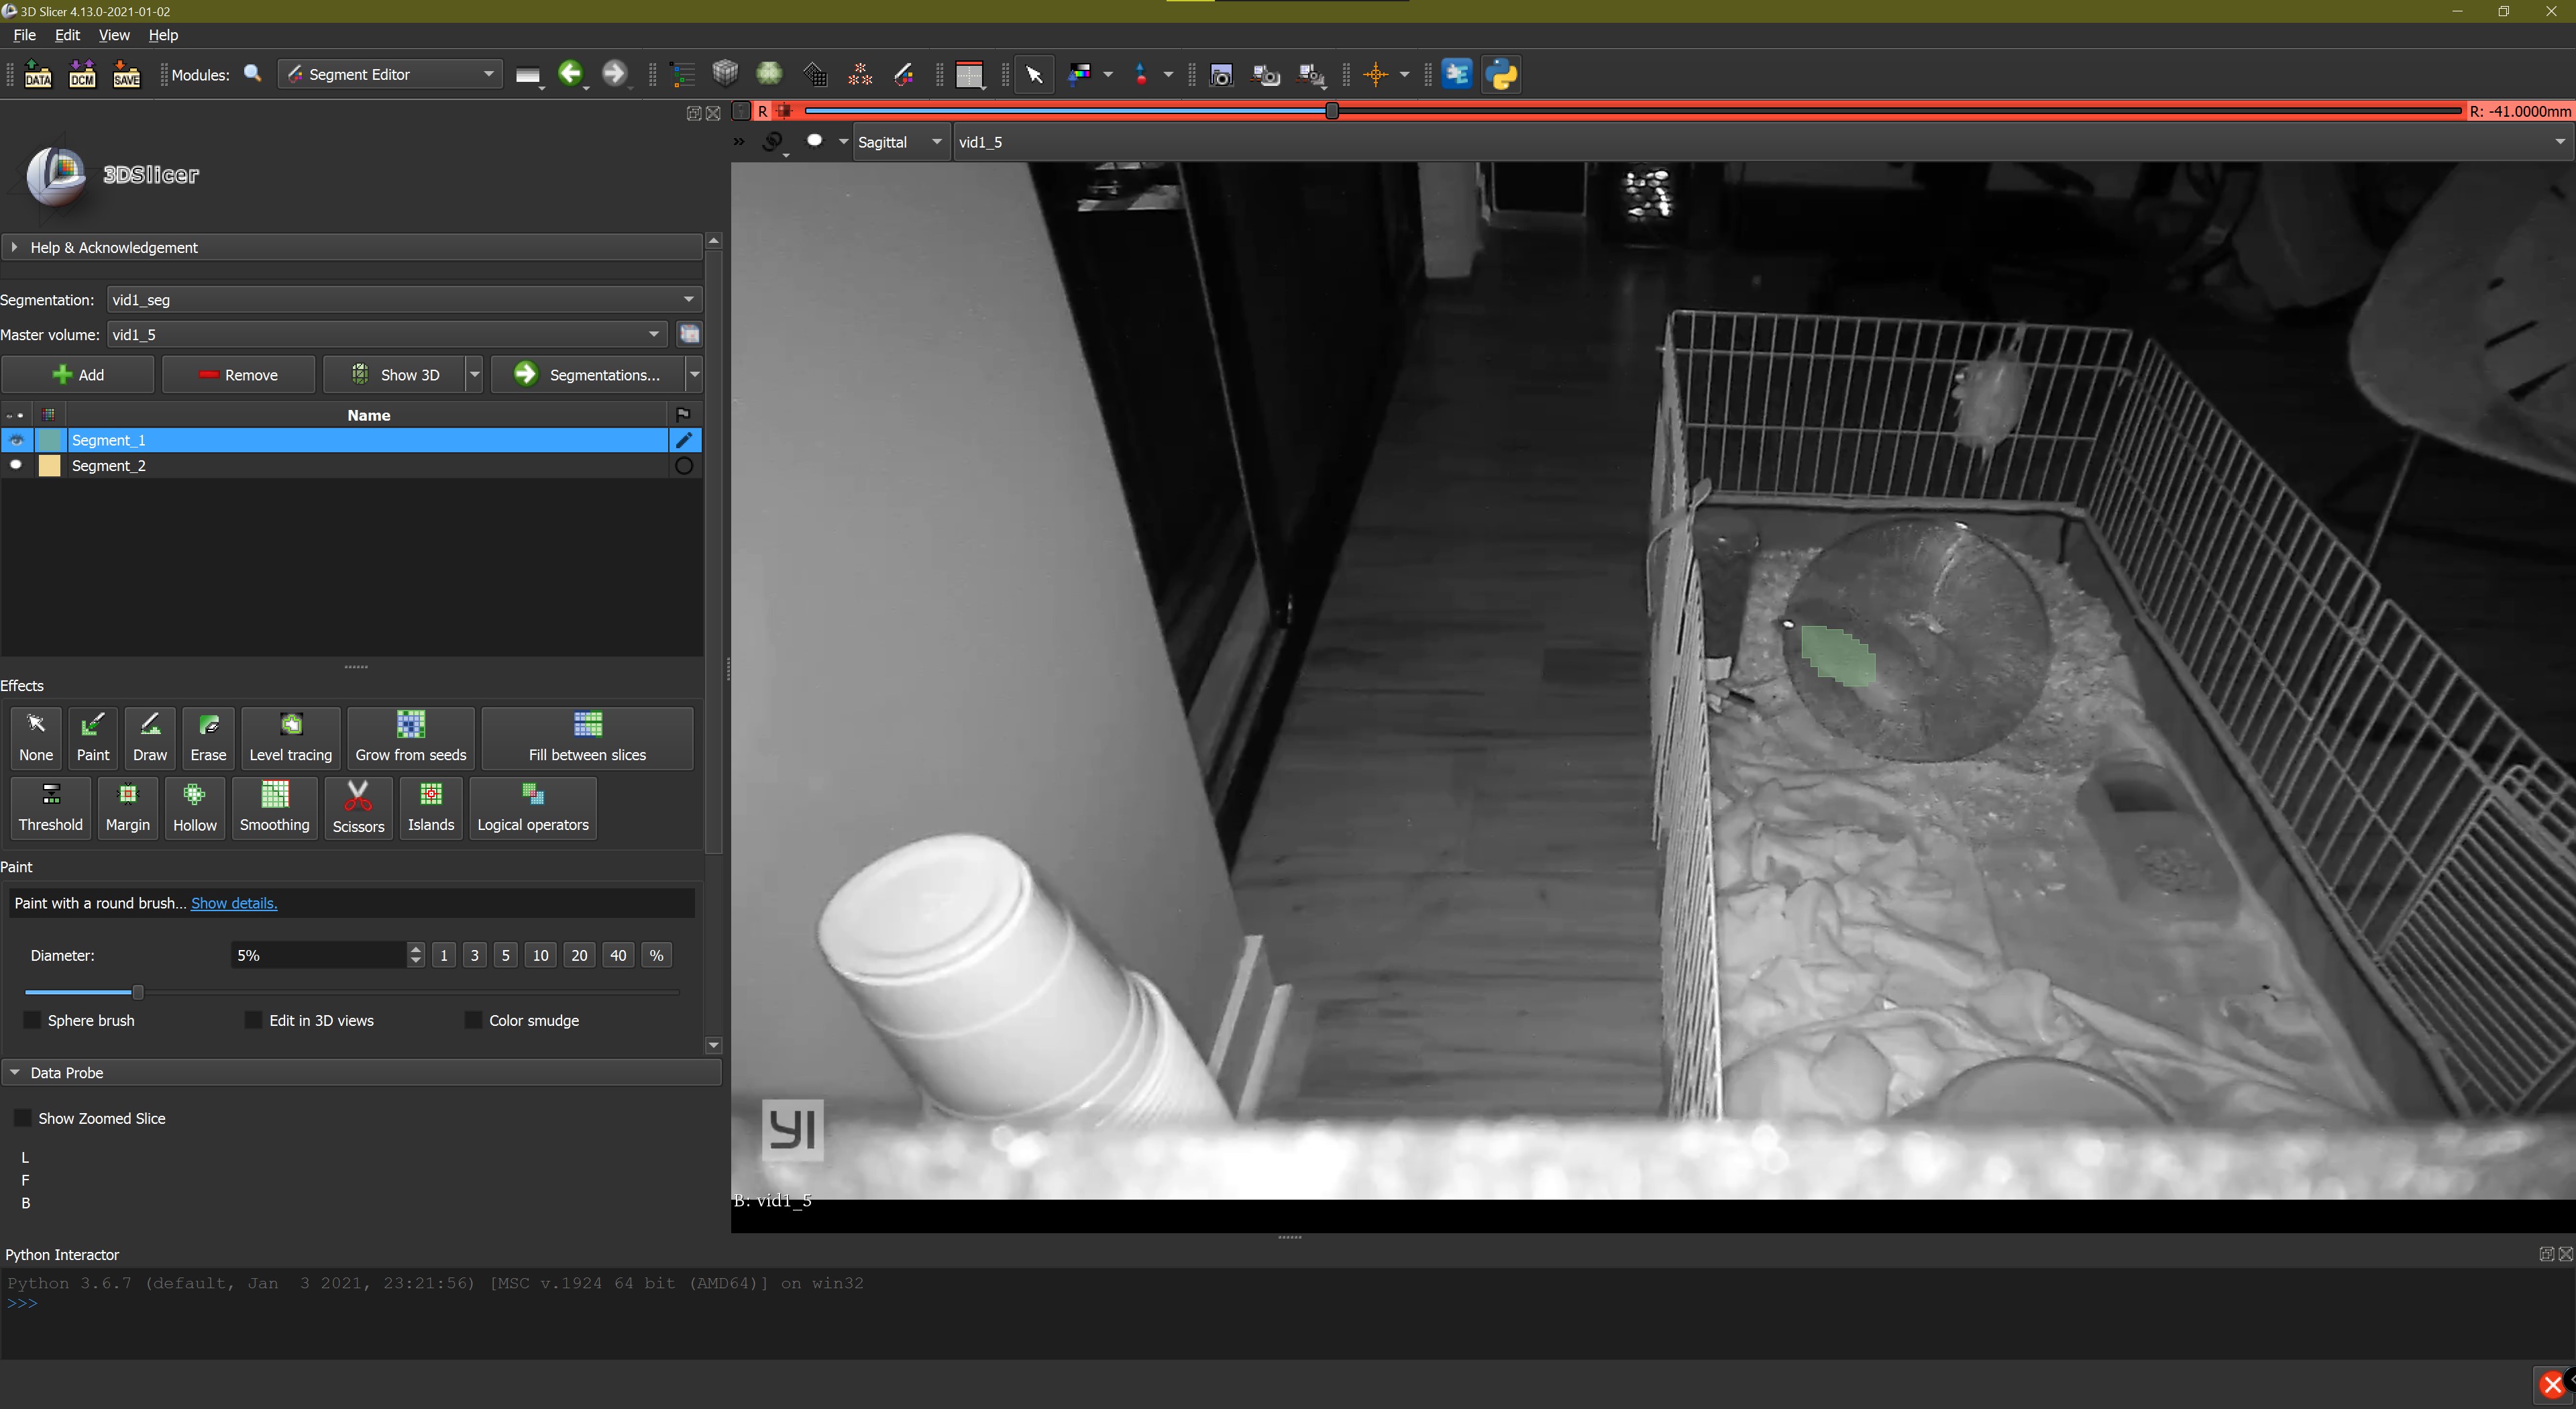 3D Slicer 4.13.0-2021-01-02
File Edit View Help
DATA DCM SAVE Modules: Segment Editor
R R: -41.0000mm
Sagittal vid1_5
3DSlicer
Help & Acknowledgement
Segmentation: vid1_seg
Master volume: vid1_5
Add Remove Show 3D Segmentations...
Name
Segment_1
Segment_2
Effects
None Paint Draw Erase Level tracing Grow from seeds Fill between slices
Threshold Margin Hollow Smoothing Scissors Islands Logical operators
Paint
Paint with a round brush... Show details.
Diameter: 5% 1 3 5 10 20 40 %
Sphere brush Edit in 3D views Color smudge
Data Probe
Show Zoomed Slice
L
F
B
YI
B: vid1_5
Python Interactor
Python 3.6.7 (default, Jan  3 2021, 23:21:56) [MSC v.1924 64 bit (AMD64)] on win32
>>>